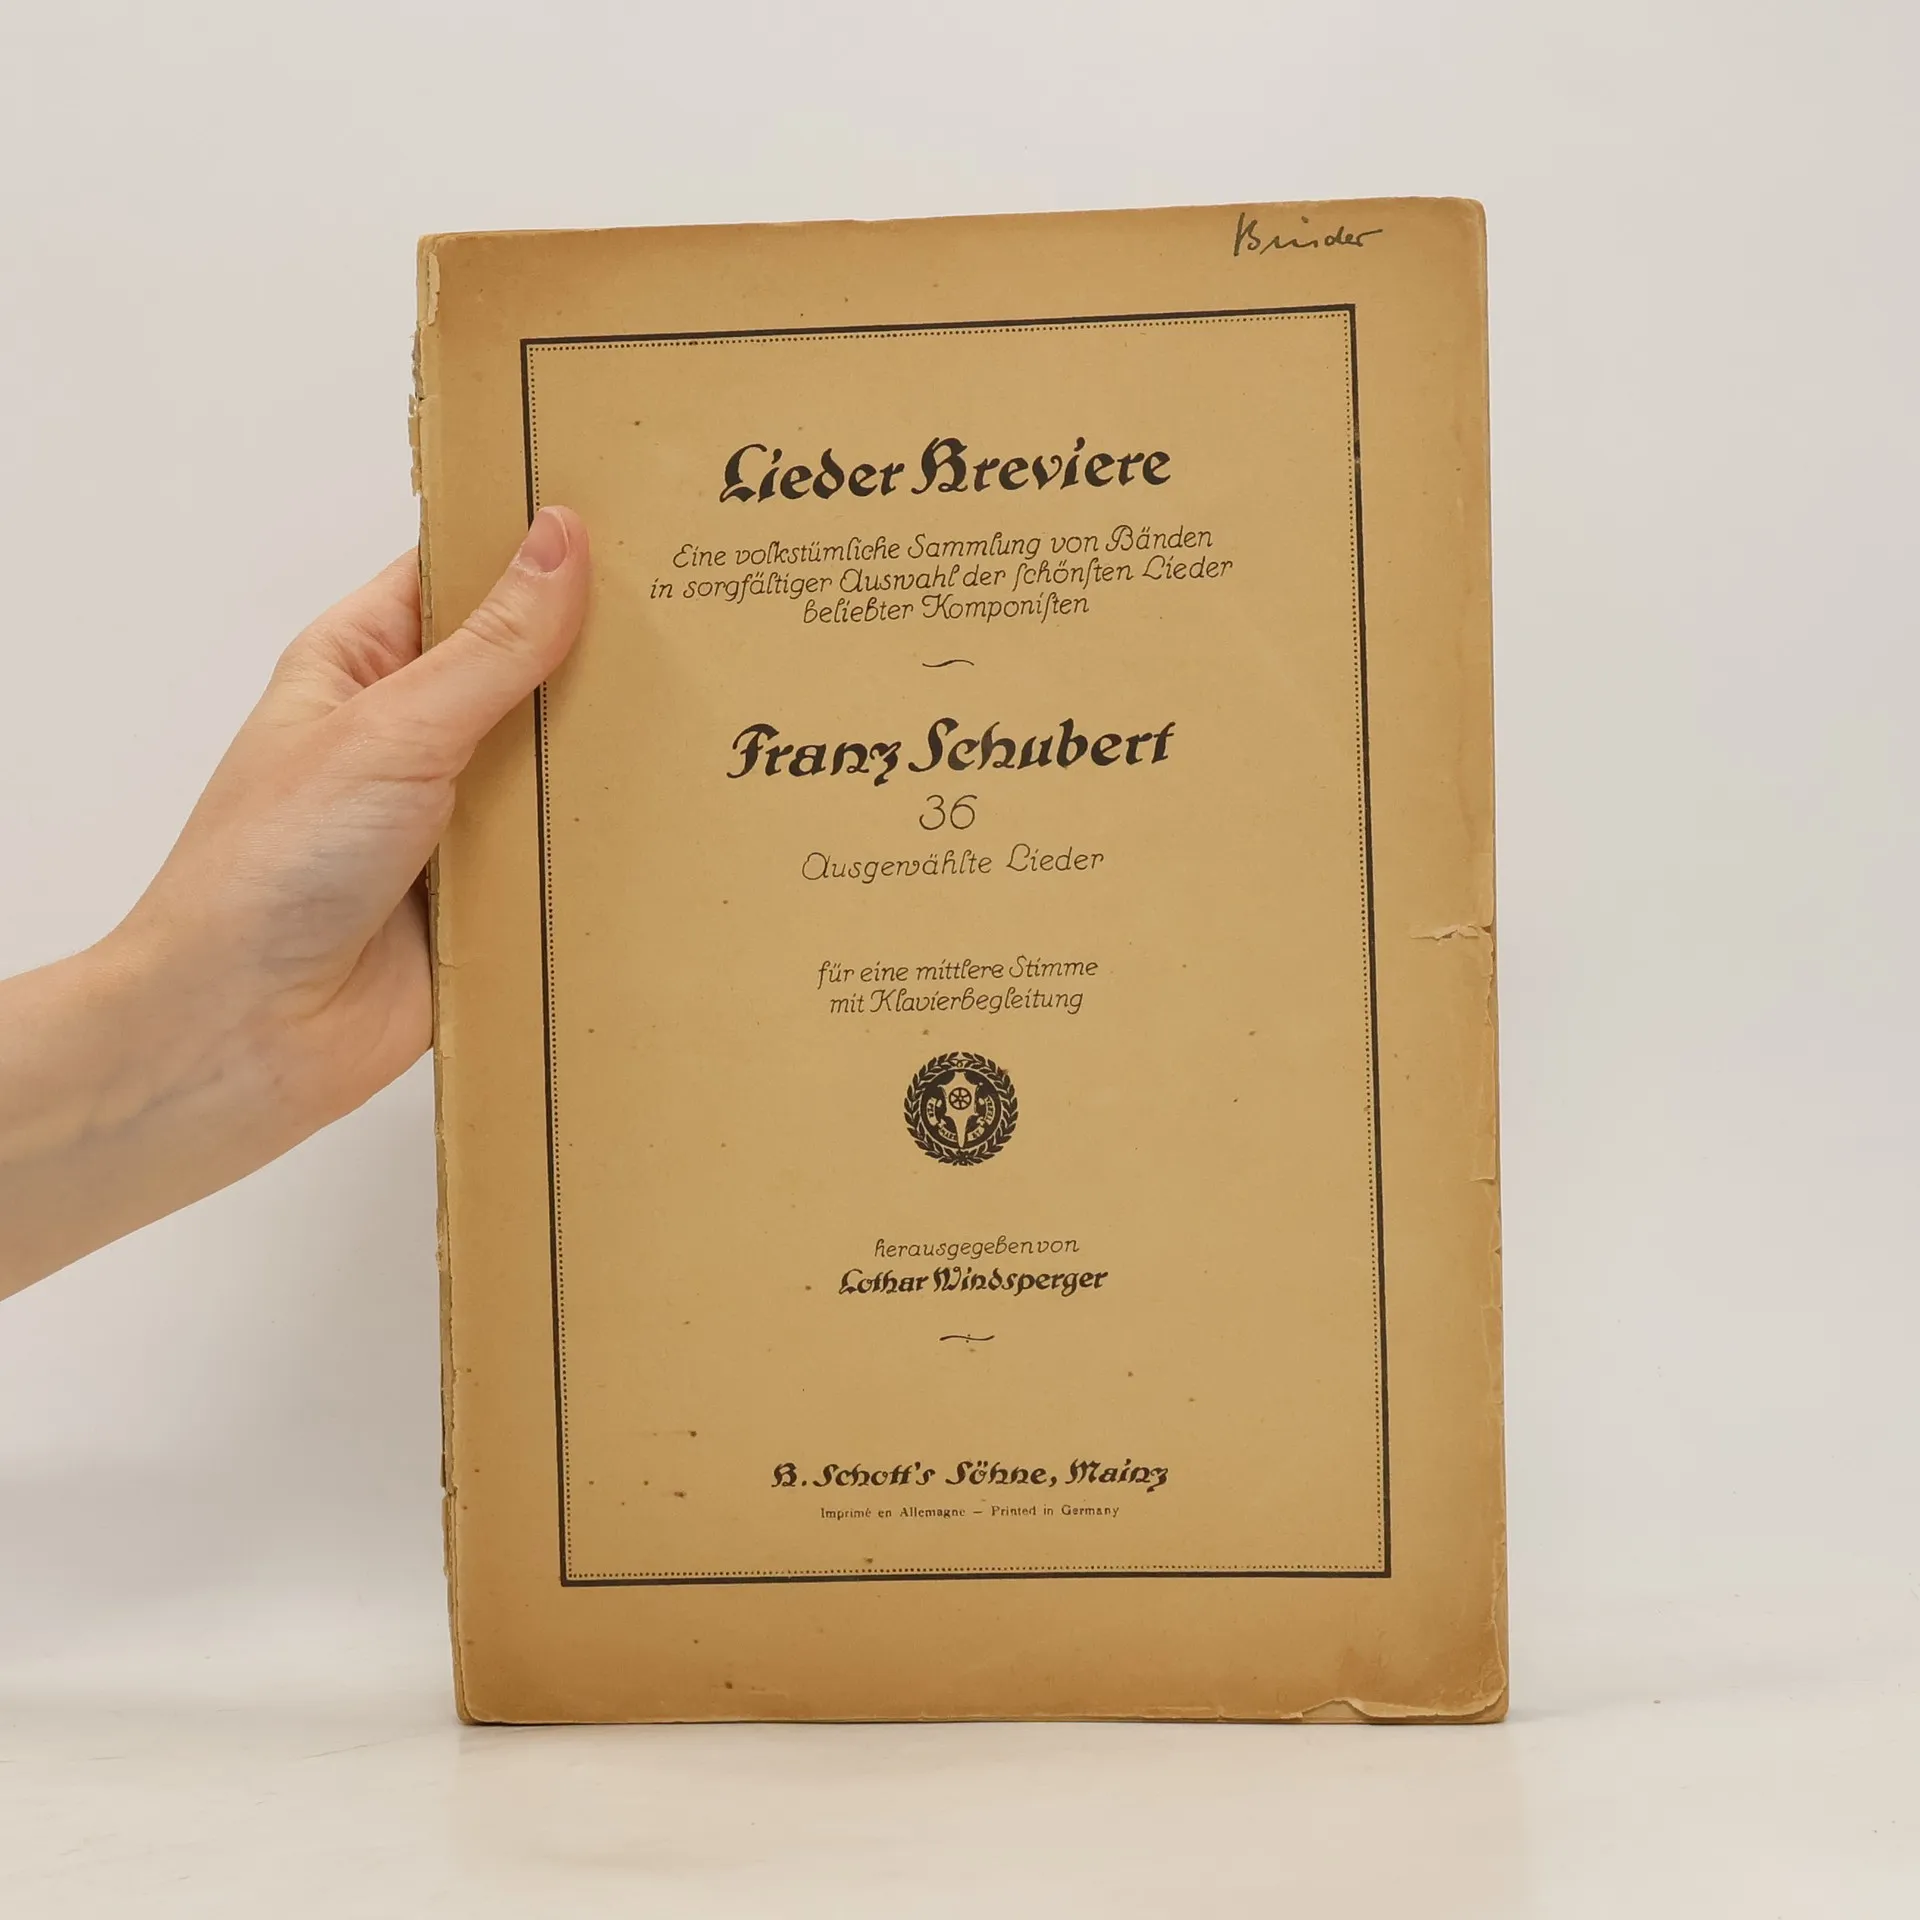 Binder
Lieder Breviere
Eine volkstümliche Sammlung von Bänden
in sorgfältiger Auswahl der schönsten Lieder
beliebter Komponisten
Franz Schubert
36
Ausgewählte Lieder
für eine mittlere Stimme
mit Klavierbegleitung
herausgegeben von
Lothar Windsperger
B. Schott's Söhne, Mainz
Imprimé en Allemagne — Printed in Germany